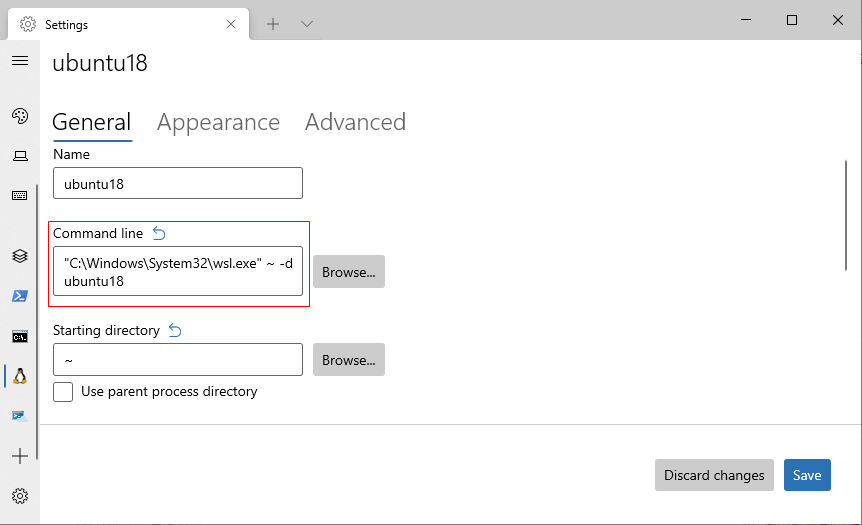 Settings
ubuntu18
General Appearance Advanced
Name
ubuntu18
Command line
"C:\Windows\System32\wsl.exe" ~ -d
ubuntu18
Browse...
Starting directory
~
Browse...
Use parent process directory
Discard changes
Save